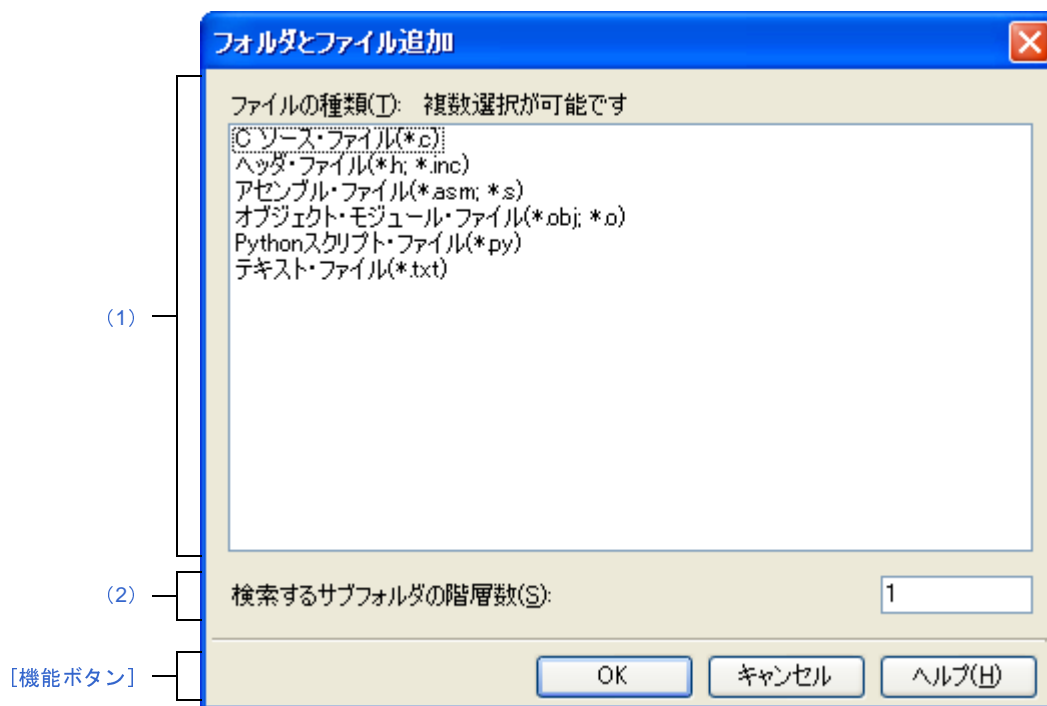 フォルダとファイル追加
ファイルの種類(T): 複数選択が可能です
C ソース・ファイル(*.c)
ヘッダ・ファイル(*.h; *.inc)
アセンブル・ファイル(*.asm; *.s)
オブジェクト・モジュール・ファイル(*.obj; *.o)
Pythonスクリプト・ファイル(*.py)
テキスト・ファイル(*.txt)
(1)
(2)
検索するサブフォルダの階層数(S):
1
[機能ボタン]
OK
キャンセル
ヘルプ(H)